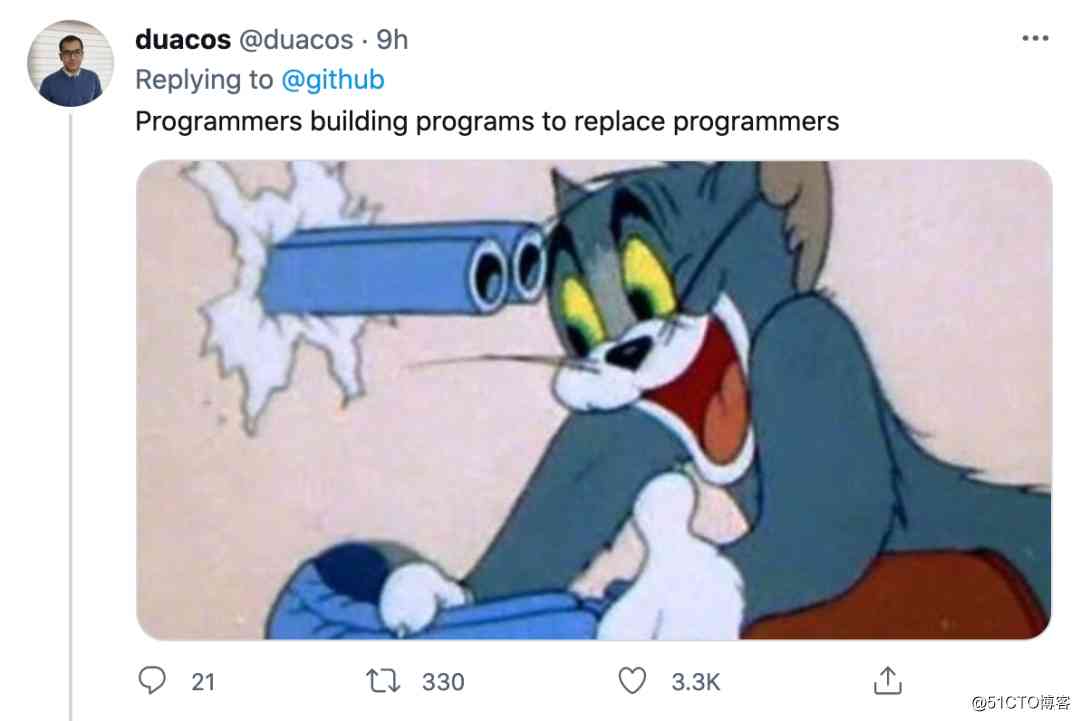 duacos @duacos · 9h
Replying to @github
Programmers building programs to replace programmers
21 330 3.3K
@51CTO博客